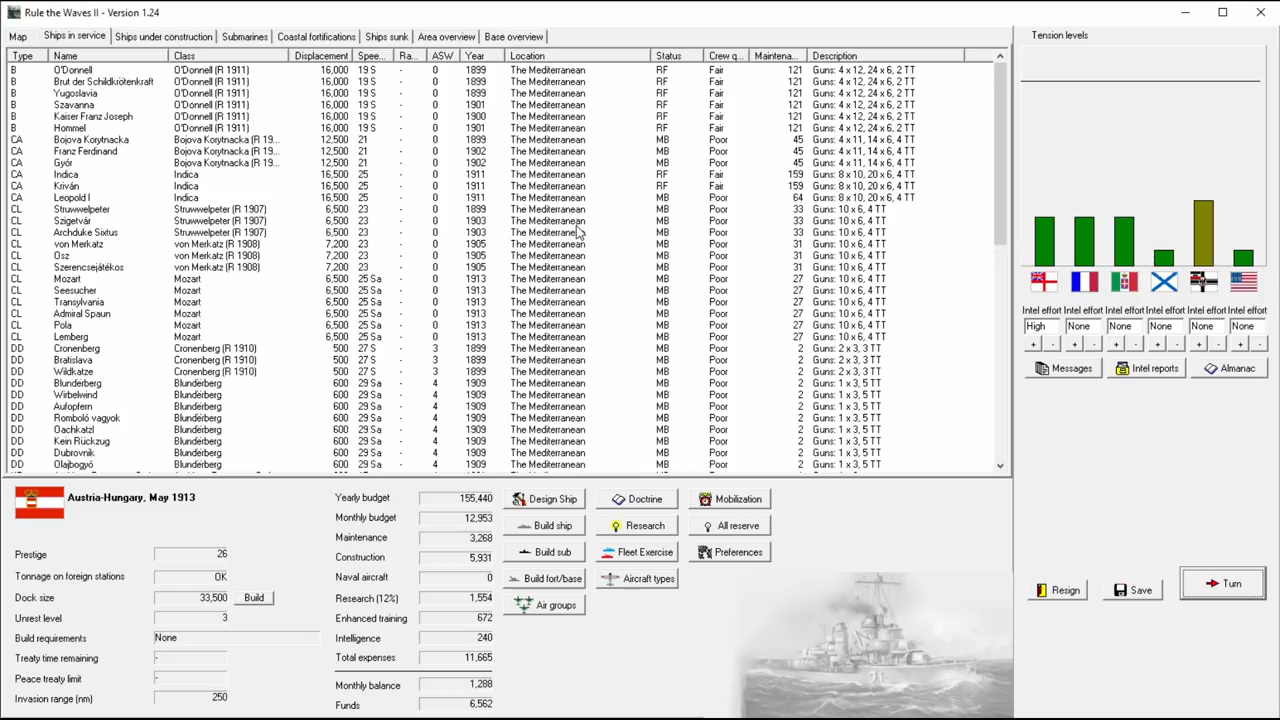 Rule the Waves II - Version 1.24
Map Ships in service Ships under construction Submarines Coastal fortifications Ships sunk Area overview Base overview
Type Name Class Displacement Spee... Ra... ASW Year Location Status Crew q... Maintena... Description
B O'Donnell O'Donnell (R 1911) 16,000 19 S - 0 1899 The Mediterranean RF Fair 121 Guns: 4 x 12, 24 x 6, 2 TT
B Brut der Schildkrötenkraft O'Donnell (R 1911) 16,000 19 S - 0 1899 The Mediterranean RF Fair 121 Guns: 4 x 12, 24 x 6, 2 TT
B Yugoslavia O'Donnell (R 1911) 16,000 19 S - 0 1899 The Mediterranean RF Fair 121 Guns: 4 x 12, 24 x 6, 2 TT
B Szavanna O'Donnell (R 1911) 16,000 19 S - 0 1901 The Mediterranean RF Fair 121 Guns: 4 x 12, 24 x 6, 2 TT
B Kaiser Franz Joseph O'Donnell (R 1911) 16,000 19 S - 0 1900 The Mediterranean RF Fair 121 Guns: 4 x 12, 24 x 6, 2 TT
B Hommel O'Donnell (R 1911) 16,000 19 S - 0 1901 The Mediterranean RF Fair 121 Guns: 4 x 12, 24 x 6, 2 TT
CA Bojova Korytnacka Bojova Korytnacka (R 19... 12,500 21 - 0 1899 The Mediterranean MB Poor 45 Guns: 4 x 11, 14 x 6, 4 TT
CA Franz Ferdinand Bojova Korytnacka (R 19... 12,500 21 - 0 1902 The Mediterranean MB Poor 45 Guns: 4 x 11, 14 x 6, 4 TT
CA Győr Bojova Korytnacka (R 19... 12,500 21 - 0 1902 The Mediterranean MB Poor 45 Guns: 4 x 11, 14 x 6, 4 TT
CA Indica Indica 16,500 25 - 0 1911 The Mediterranean RF Fair 159 Guns: 8 x 10, 20 x 6, 4 TT
CA Kriván Indica 16,500 25 - 0 1911 The Mediterranean RF Fair 159 Guns: 8 x 10, 20 x 6, 4 TT
CA Leopold I Indica 16,500 25 - 0 1911 The Mediterranean MB Poor 64 Guns: 8 x 10, 20 x 6, 4 TT
CL Struwwelpeter Struwwelpeter (R 1907) 6,500 23 - 0 1899 The Mediterranean MB Poor 33 Guns: 10 x 6, 4 TT
CL Szigetvár Struwwelpeter (R 1907) 6,500 23 - 0 1903 The Mediterranean MB Poor 33 Guns: 10 x 6, 4 TT
CL Archduke Sixtus Struwwelpeter (R 1907) 6,500 23 - 0 1903 The Mediterranean MB Poor 33 Guns: 10 x 6, 4 TT
CL von Merkatz von Merkatz (R 1908) 7,200 23 - 0 1905 The Mediterranean MB Poor 31 Guns: 10 x 6, 4 TT
CL Osz von Merkatz (R 1908) 7,200 23 - 0 1905 The Mediterranean MB Poor 31 Guns: 10 x 6, 4 TT
CL Szerencsejátékos von Merkatz (R 1908) 7,200 23 - 0 1905 The Mediterranean MB Poor 31 Guns: 10 x 6, 4 TT
CL Mozart Mozart 6,500 25 Sa - 0 1913 The Mediterranean MB Poor 27 Guns: 10 x 6, 4 TT
CL Seesucher Mozart 6,500 25 Sa - 0 1913 The Mediterranean MB Poor 27 Guns: 10 x 6, 4 TT
CL Transylvania Mozart 6,500 25 Sa - 0 1913 The Mediterranean MB Poor 27 Guns: 10 x 6, 4 TT
CL Admiral Spaun Mozart 6,500 25 Sa - 0 1913 The Mediterranean MB Poor 27 Guns: 10 x 6, 4 TT
CL Pola Mozart 6,500 25 Sa - 0 1913 The Mediterranean MB Poor 27 Guns: 10 x 6, 4 TT
CL Lemberg Mozart 6,500 25 Sa - 0 1913 The Mediterranean MB Poor 27 Guns: 10 x 6, 4 TT
DD Cronenberg Cronenberg (R 1910) 500 27 S - 3 1899 The Mediterranean MB Poor 2 Guns: 2 x 3, 3 TT
DD Bratislava Cronenberg (R 1910) 500 27 S - 3 1899 The Mediterranean MB Poor 2 Guns: 2 x 3, 3 TT
DD Wildkatze Cronenberg (R 1910) 500 27 S - 3 1899 The Mediterranean MB Poor 2 Guns: 2 x 3, 3 TT
DD Blundërberg Blundërberg 600 29 Sa - 4 1909 The Mediterranean MB Poor 2 Guns: 1 x 3, 5 TT
DD Wirbelwind Blundërberg 600 29 Sa - 4 1909 The Mediterranean MB Poor 2 Guns: 1 x 3, 5 TT
DD Aufopfern Blundërberg 600 29 Sa - 4 1909 The Mediterranean MB Poor 2 Guns: 1 x 3, 5 TT
DD Romboló vagyok Blundërberg 600 29 Sa - 4 1909 The Mediterranean MB Poor 2 Guns: 1 x 3, 5 TT
DD Oachkatzl Blundërberg 600 29 Sa - 4 1909 The Mediterranean MB Poor 2 Guns: 1 x 3, 5 TT
DD Kein Rückzug Blundërberg 600 29 Sa - 4 1909 The Mediterranean MB Poor 2 Guns: 1 x 3, 5 TT
DD Dubrovnik Blundërberg 600 29 Sa - 4 1909 The Mediterranean MB Poor 2 Guns: 1 x 3, 5 TT
DD Olajbogyó Blundërberg 600 29 Sa - 4 1909 The Mediterranean MB Poor 2 Guns: 1 x 3, 5 TT
Tension levels
Intel effort Intel effort Intel effort Intel effort Intel effort Intel effort
High None None None None None
+ - + - + - + - + - + -
Messages Intel reports Almanac
Austria-Hungary, May 1913
Prestige 26
Tonnage on foreign stations OK
Dock size 33,500 Build
Unrest level 3
Build requirements None
Treaty time remaining -
Peace treaty limit -
Invasion range (nm) 250
Yearly budget 155,440
Monthly budget 12,953
Maintenance 3,268
Construction 5,931
Naval aircraft 0
Research (12%) 1,554
Enhanced training 672
Intelligence 240
Total expenses 11,665
Monthly balance 1,288
Funds 6,562
Design Ship Doctrine Mobilization
Build ship Research All reserve
Build sub Fleet Exercise Preferences
Build fort/base Aircraft types
Air groups
Resign Save Turn